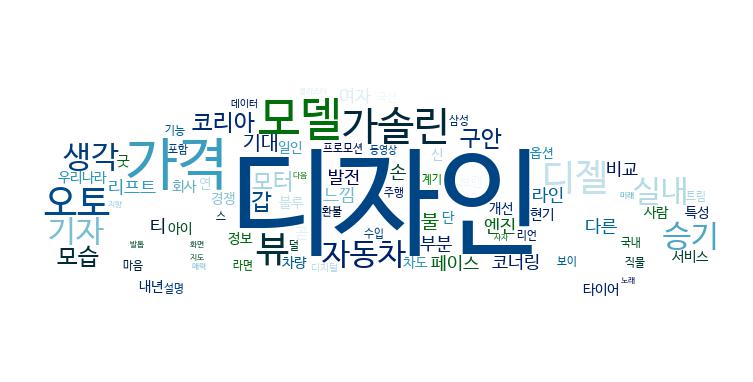 여자
데이터
기능
포함
코리아
모델
가솔린
삼성
구안
굿
생각
기대
일인
프로모션
동영상
신
옵션
우리나라
가격
디자인
다음
발전
손
계기
디젤
비교
리프트
회사
연
모터
느낌
주행
실내
미래
트림
오토
경쟁
갑
블루
불
단
개선
라인
사람
특성
기자
티
아이
스
환불
수입
엔진
현기
다른
승기
정보
뷰
덜
자동차
부분
리언
국내
모습
발톱
화면
지도
매력
마음
라면
차량
디지털
차도
페이스
코너링
보이
직물
서비스
내년
설명
타이어
노래